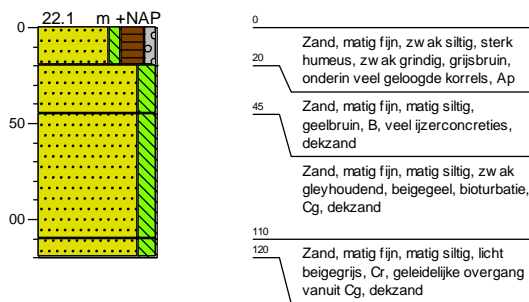 22.1 m +NAP
0
50
00
0
Zand, matig fijn, zwak siltig, sterk
humeus, zwak grindig, grijsbruin,
onderin veel geloogde korrels, Ap
20
45
Zand, matig fijn, matig siltig,
geelbruin, B, veel ijzerconcreties,
dekzand
Zand, matig fijn, matig siltig, zwak
gleyhoudend, beigegeel, bioturbatie,
Cg, dekzand
110
120
Zand, matig fijn, matig siltig, licht
beigegrijs, Cr, geleidelijke overgang
vanuit Cg, dekzand